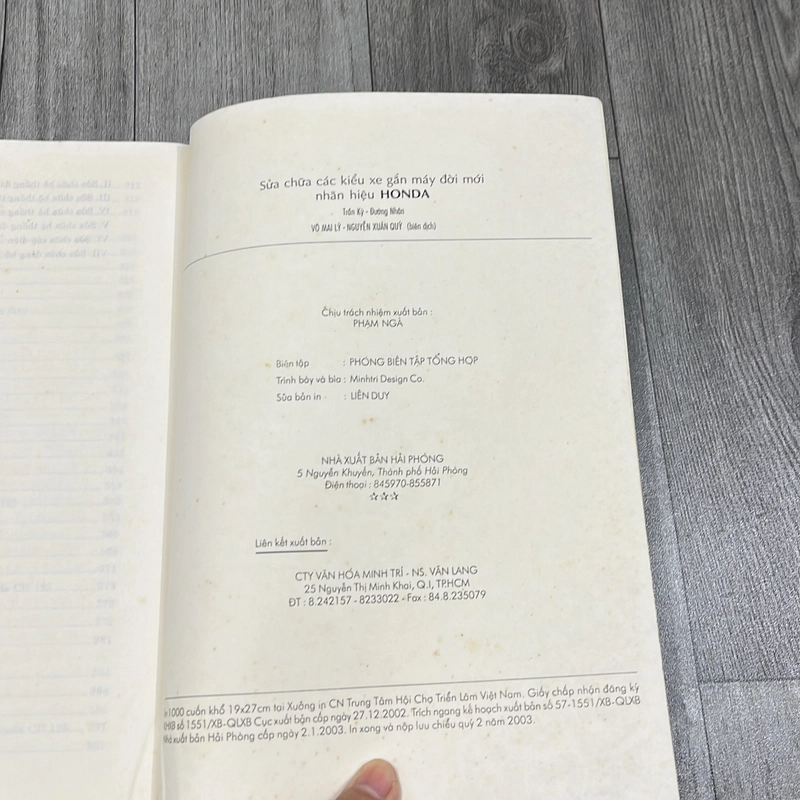 Sửa chữa các kiểu xe gắn máy đời mới
nhãn hiệu HONDA
Trần Kỳ - Đường Nhân
VÕ MAI LÝ - NGUYỄN XUÂN QUÝ (biên dịch)
Chịu trách nhiệm xuất bản :
PHẠM NGÀ
Biên tập : PHÒNG BIÊN TẬP TỔNG HỢP
Trình bày và bìa : Minhtri Design Co.
Sửa bản in : LIÊN DUY
NHÀ XUẤT BẢN HẢI PHÒNG
5 Nguyễn Khuyến, Thành phố Hải Phòng
Điện thoại : 845970-855871
☆☆☆
Liên kết xuất bản :
CTY VĂN HÓA MINH TRÍ - NS. VĂN LANG
25 Nguyễn Thị Minh Khai, Q.I, TP.HCM
ĐT : 8.242157 - 8233022 - Fax : 84.8.235079
In 1000 cuốn khổ 19x27cm tại Xưởng in CN Trung Tâm Hội Chợ Triển Lãm Việt Nam. Giấy chấp nhận đăng ký
KHXB số 1551/XB-QLXB Cục xuất bản cấp ngày 27.12.2002. Trích ngang kế hoạch xuất bản số 57-1551/XB-QLXB
Nhà xuất bản Hải Phòng cấp ngày 2.1.2003. In xong và nộp lưu chiểu quý 2 năm 2003.